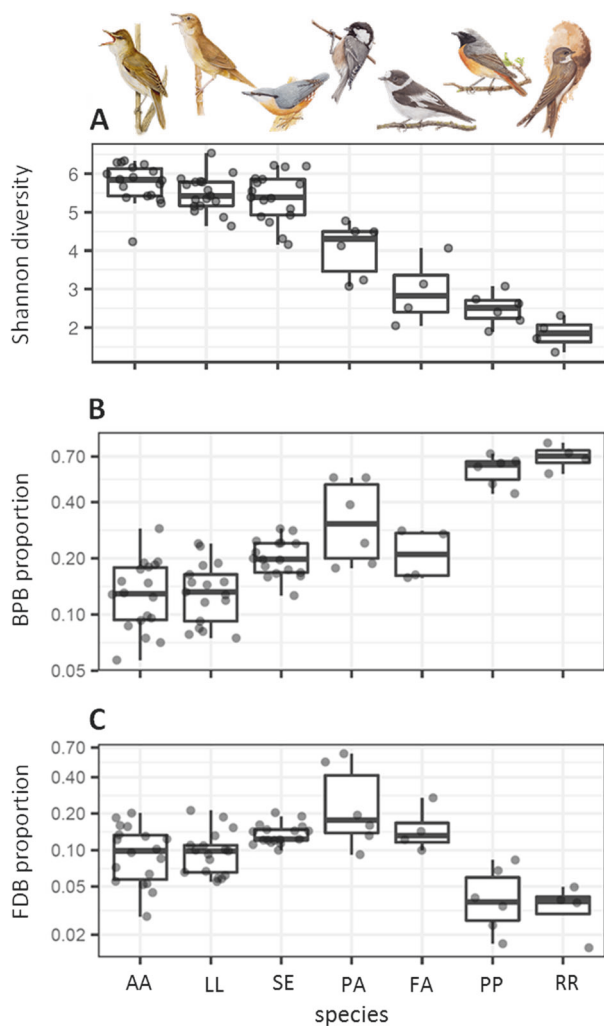 A
Shannon diversity
6
5
4
3
2
B
BPB proportion
0.70
0.40
0.20
0.10
0.05
C
FDB proportion
0.70
0.40
0.20
0.10
0.05
0.02
AA LL SE PA FA PP RR
species